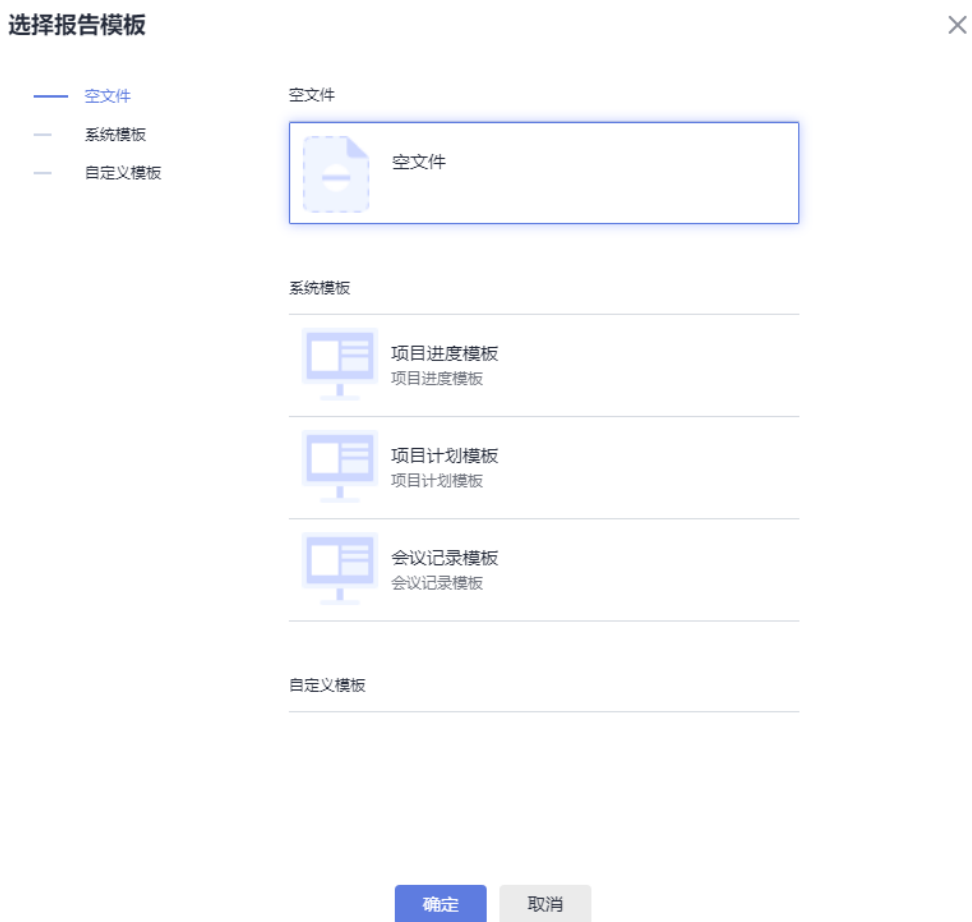 选择报告模板
空文件
系统模板
自定义模板
空文件
空文件
系统模板
项目进度模板
项目进度模板
项目计划模板
项目计划模板
会议记录模板
会议记录模板
自定义模板
确定
取消